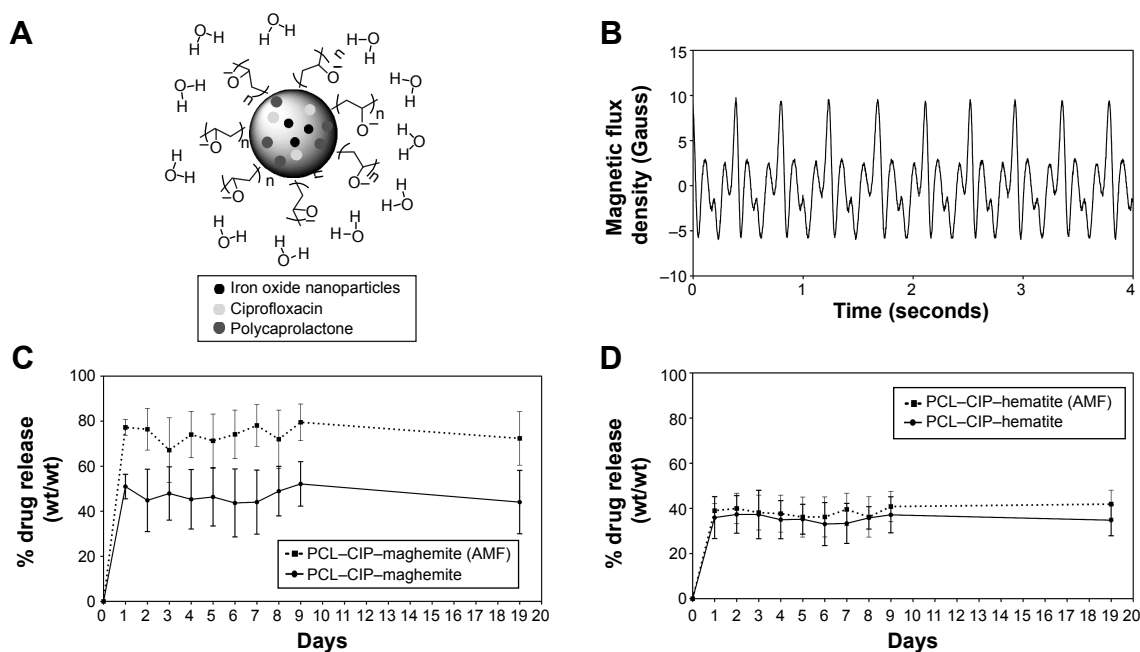 A
H
H
O
O
H
H
H–O
H
O
n
O
n
n
O
H
H
O
H
H
O
O
n
O
n
H
O
H
n
O
H
O
H
O
n
n
O
n
H
O
H
H
O
H
H
O
H
H–O
H
H
O
H
Iron oxide nanoparticles
Ciprofloxacin
Polycaprolactone
B
Magnetic flux
density (Gauss)
15
10
5
0
–5
–10
0 1 2 3 4
Time (seconds)
C
% drug release
(wt/wt)
100
80
60
40
20
0
PCL–CIP–maghemite (AMF)
PCL–CIP–maghemite
0 1 2 3 4 5 6 7 8 9 10 11 12 13 14 15 16 17 18 19 20
Days
D
% drug release
(wt/wt)
100
80
60
40
20
0
PCL–CIP–hematite (AMF)
PCL–CIP–hematite
0 1 2 3 4 5 6 7 8 9 10 11 12 13 14 15 16 17 18 19 20
Days